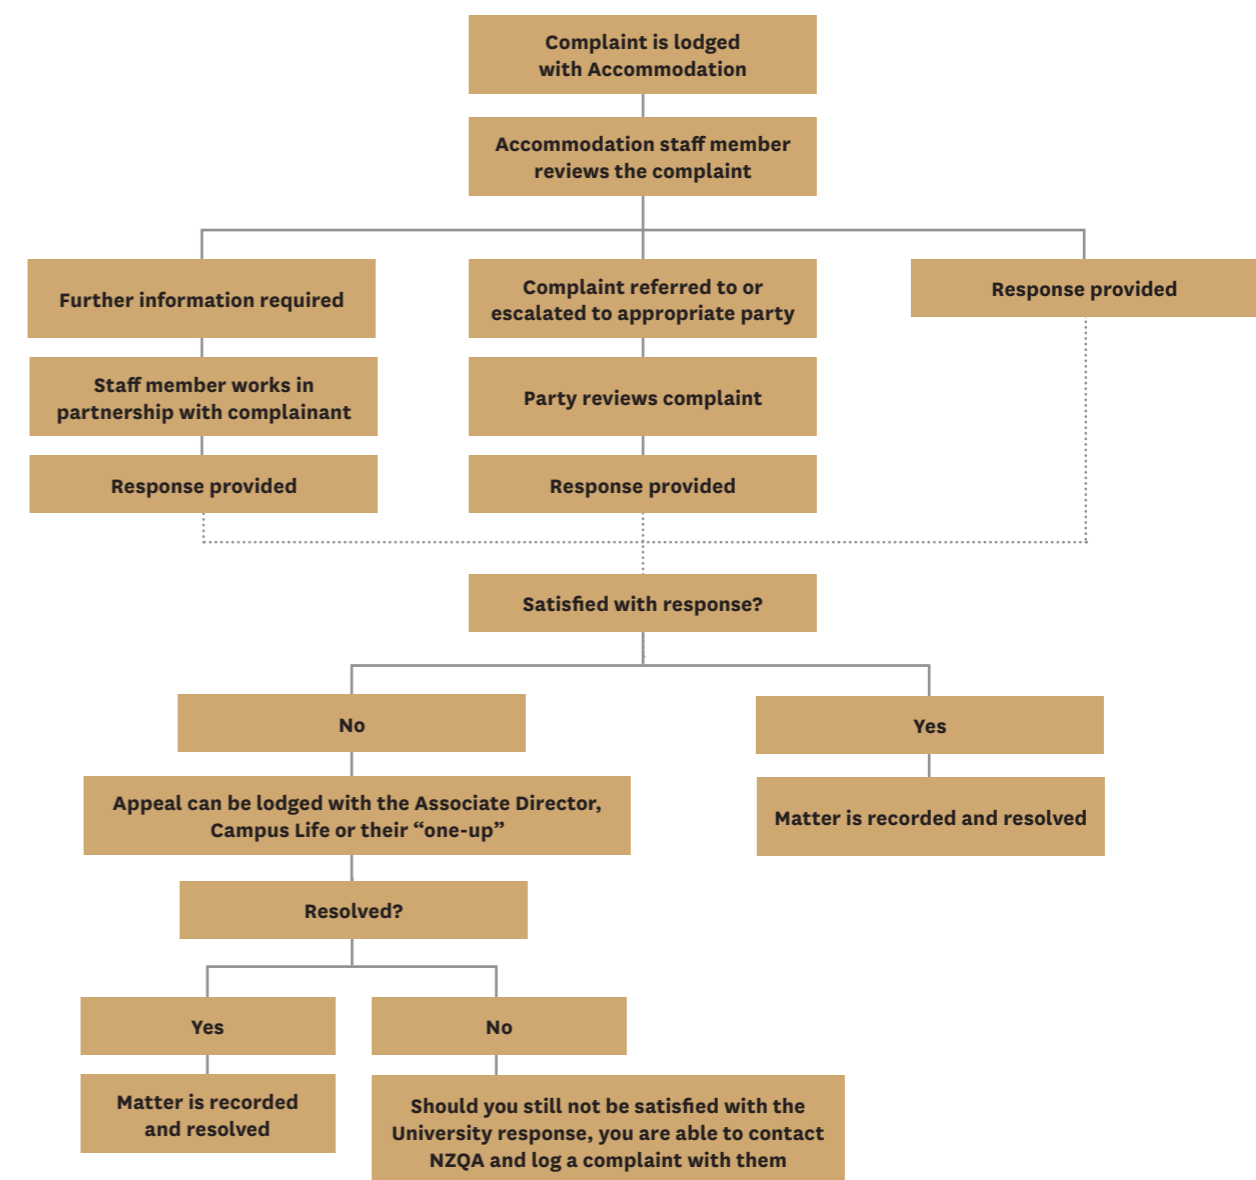 Complaint is lodged
with Accommodation
Accommodation staff member
reviews the complaint
Further information required
Complaint referred to or
escalated to appropriate party
Response provided
Staff member works in
partnership with complainant
Party reviews complaint
Response provided
Response provided
Satisfied with response?
No
Yes
Appeal can be lodged with the Associate Director,
Campus Life or their “one-up”
Matter is recorded and resolved
Resolved?
Yes
No
Matter is recorded
and resolved
Should you still not be satisfied with the
University response, you are able to contact
NZQA and log a complaint with them